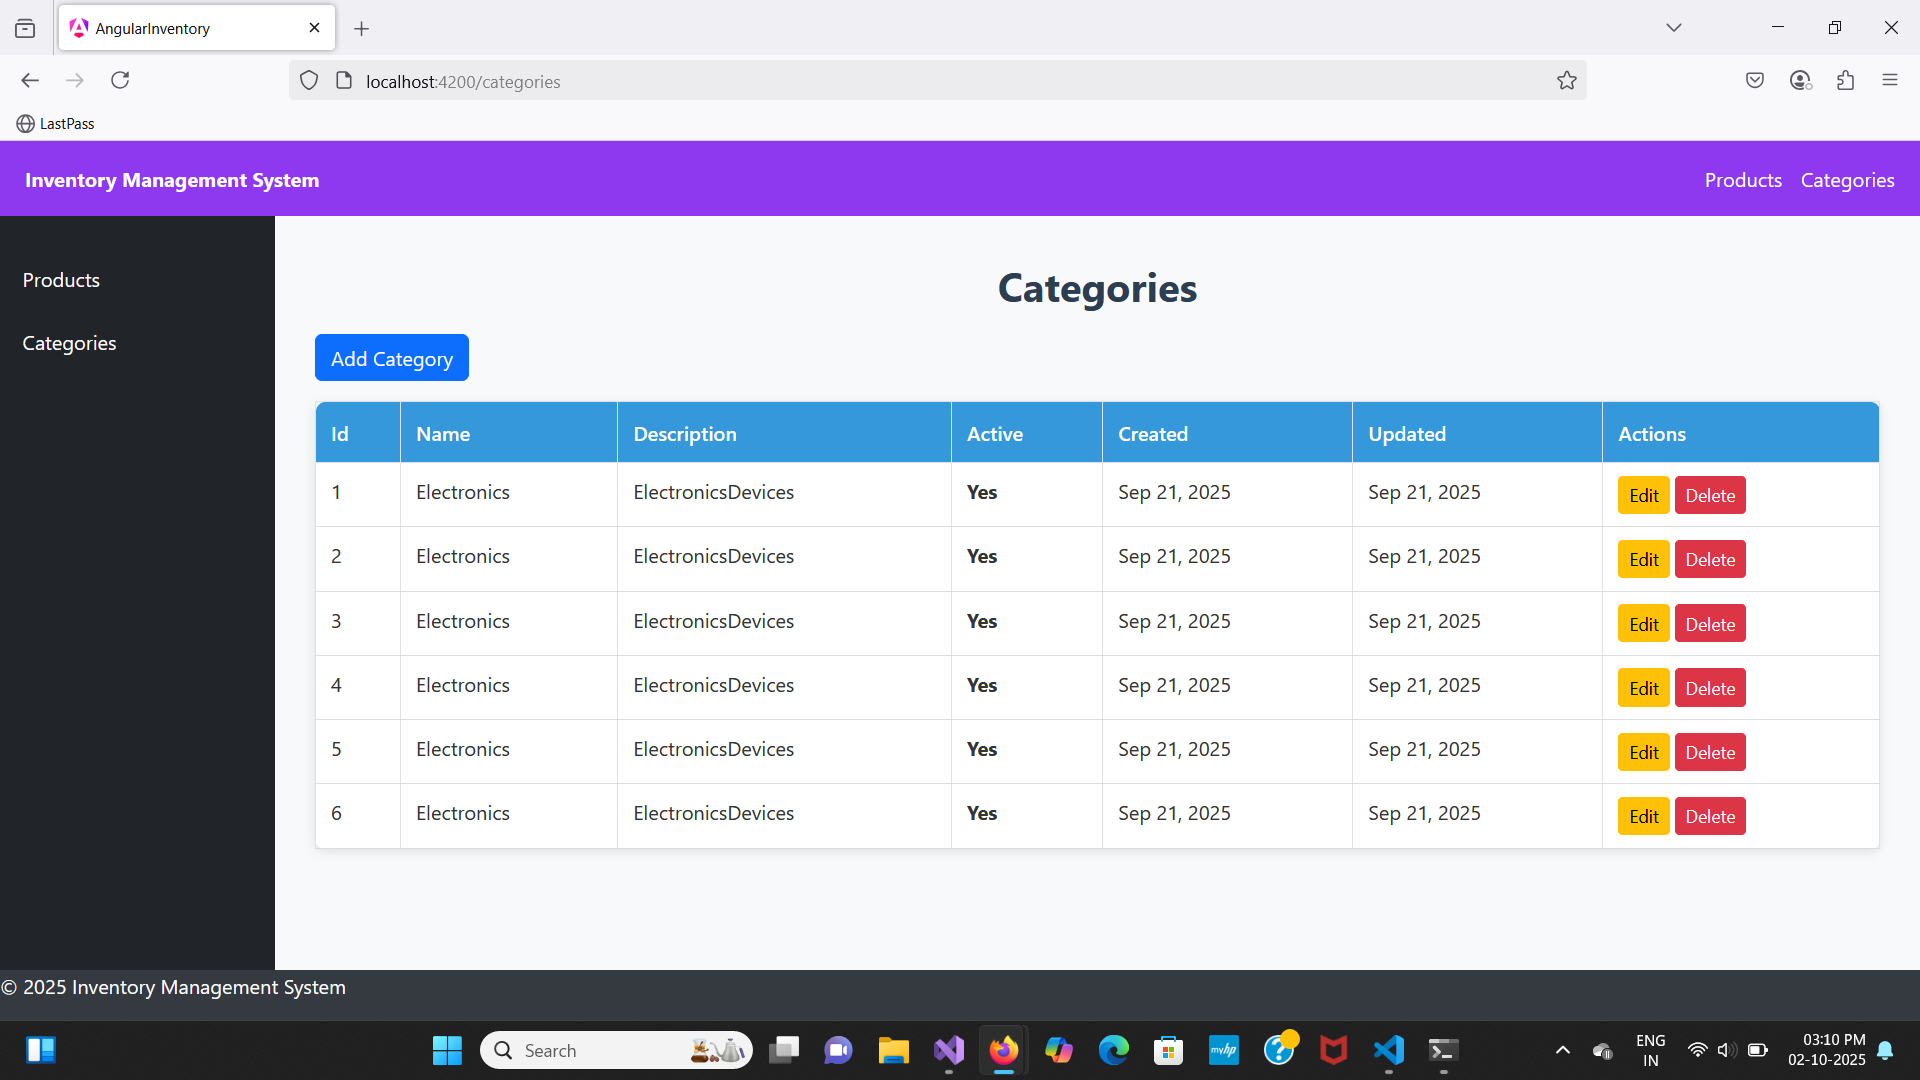 AngularInventory
localhost:4200/categories
LastPass
Inventory Management System
Products Categories
Products
Categories
Categories
Add Category
Id Name Description Active Created Updated Actions
1 Electronics ElectronicsDevices Yes Sep 21, 2025 Sep 21, 2025 Edit Delete
2 Electronics ElectronicsDevices Yes Sep 21, 2025 Sep 21, 2025 Edit Delete
3 Electronics ElectronicsDevices Yes Sep 21, 2025 Sep 21, 2025 Edit Delete
4 Electronics ElectronicsDevices Yes Sep 21, 2025 Sep 21, 2025 Edit Delete
5 Electronics ElectronicsDevices Yes Sep 21, 2025 Sep 21, 2025 Edit Delete
6 Electronics ElectronicsDevices Yes Sep 21, 2025 Sep 21, 2025 Edit Delete
© 2025 Inventory Management System
Search
myhp
ENG
IN
03:10 PM
02-10-2025